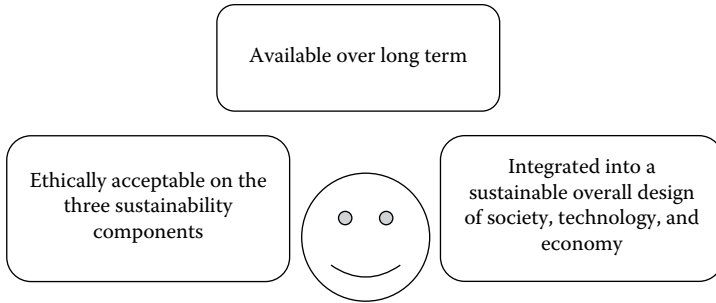 Available over long term
Ethically acceptable on the
three sustainability
components
Integrated into a
sustainable overall design
of society, technology, and
economy